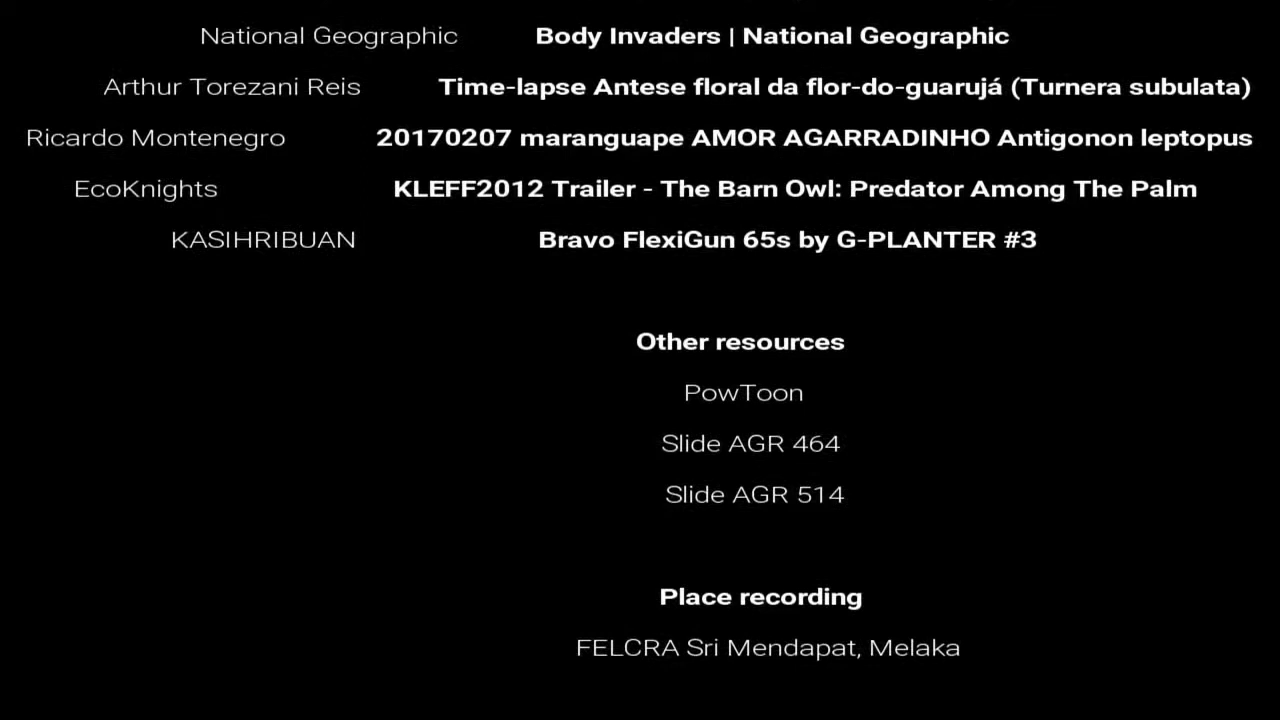 National Geographic Body Invaders | National Geographic
Arthur Torezani Reis Time-lapse Antese floral da flor-do-guarujá (Turnera subulata)
Ricardo Montenegro 20170207 maranguape AMOR AGARRADINHO Antigonon leptopus
EcoKnights KLEFF2012 Trailer - The Barn Owl: Predator Among The Palm
KASIHRIBUAN Bravo FlexiGun 65s by G-PLANTER #3
Other resources
PowToon
Slide AGR 464
Slide AGR 514
Place recording
FELCRA Sri Mendapat, Melaka